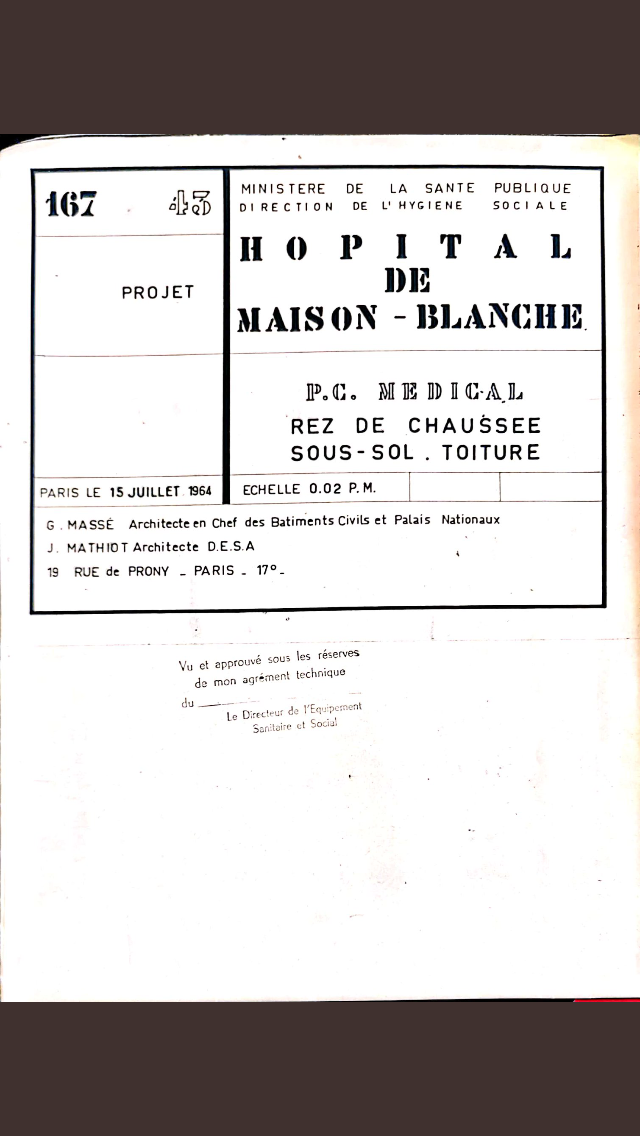 167 43
PROJET
MINISTERE DE LA SANTE PUBLIQUE
DIRECTION DE L'HYGIENE SOCIALE
HOPITAL
DE
MAISON - BLANCHE
P.C. MEDICAL
REZ DE CHAUSSEE
SOUS-SOL . TOITURE
PARIS LE 15 JUILLET 1964
ECHELLE 0.02 P.M.
G. MASSÉ Architecte en Chef des Batiments Civils et Palais Nationaux
J. MATHIOT Architecte D.E.S.A
19 RUE de PRONY _ PARIS _ 17° _
Vu et approuvé sous les réserves
de mon agrément technique
du
Le Directeur de l'Equipement
Sanitaire et Social